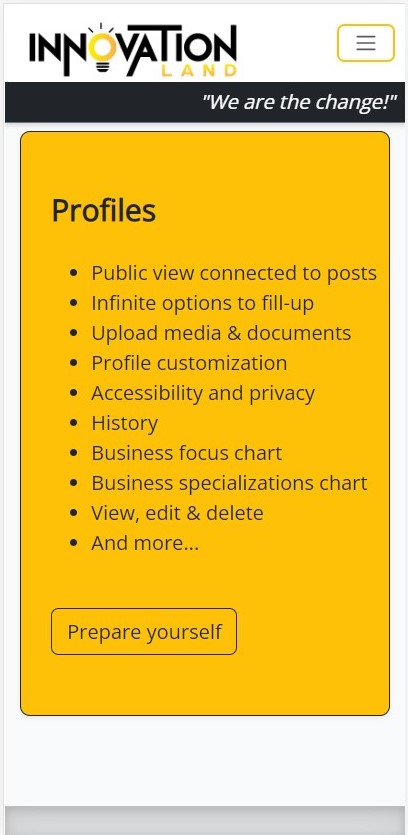 INNOVATION
LAND
"We are the change!"
Profiles
Public view connected to posts
Infinite options to fill-up
Upload media & documents
Profile customization
Accessibility and privacy
History
Business focus chart
Business specializations chart
View, edit & delete
And more...
Prepare yourself